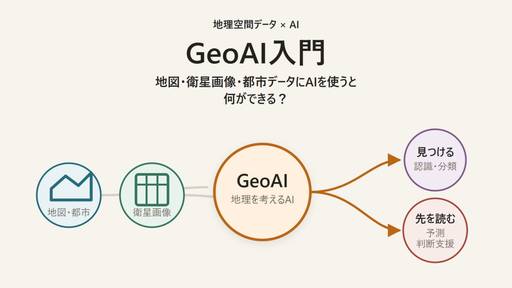 地理空間データ × AI
GeoAI入門
地図・衛星画像・都市データにAIを使うと
何ができる？
地図・都市
衛星画像
GeoAI
地理を考えるAI
見つける
認識・分類
先を読む
予測
判断支援